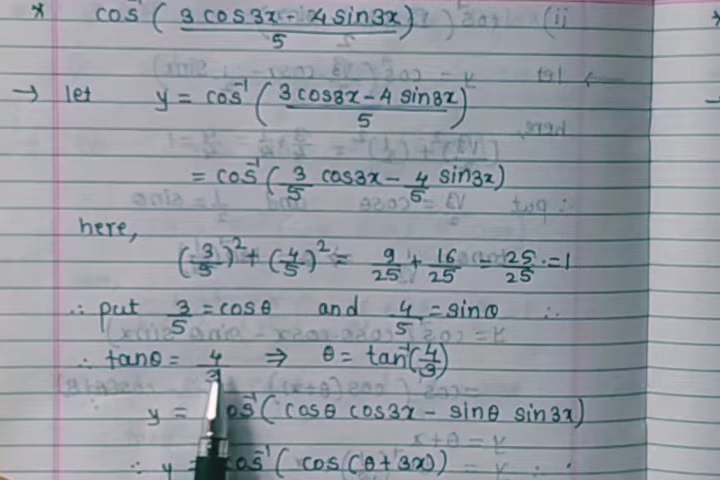 * cos⁻¹ ( (3 cos3x - 4 sin3x) / 5 )
→ let y = cos⁻¹ ( (3 cos3x - 4 sin3x) / 5 )
= cos⁻¹ ( 3/5 cos3x - 4/5 sin3x )
here,
(3/5)² + (4/5)² = 9/25 + 16/25 = 25/25 = 1
∴ put 3/5 = cosθ and 4/5 = sinθ
∴ tanθ = 4/3 ⇒ θ = tan⁻¹(4/3)
y = cos⁻¹ ( cosθ cos3x - sinθ sin3x )
∴ y = cos⁻¹ ( cos (θ + 3x) )